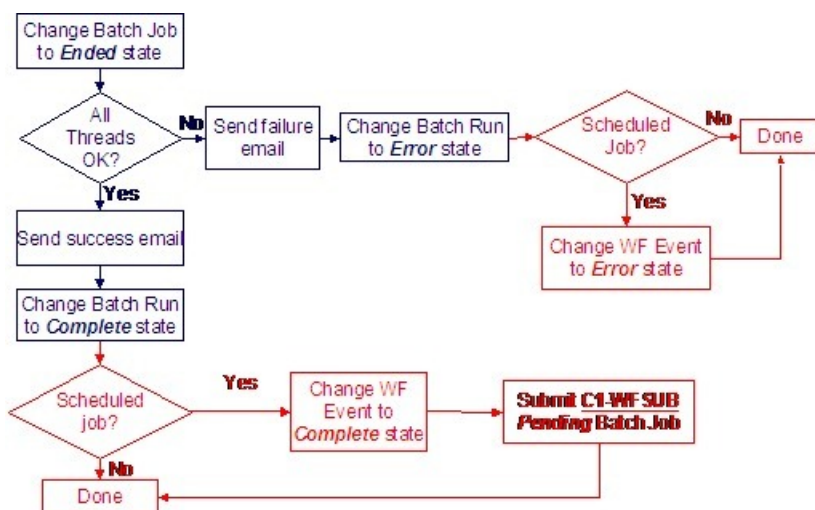 Change Batch Job
to Ended state
All
Threads
OK?
No
Send failure
email
Change Batch Run
to Error state
Scheduled
Job?
No
Done
Yes
Change WF Event
to Error state
Yes
Send success email
Change Batch Run
to Complete state
Scheduled
job?
Yes
Change WF
Event to
Complete state
Submit C1-WFSUB
Pending Batch Job
No
Done